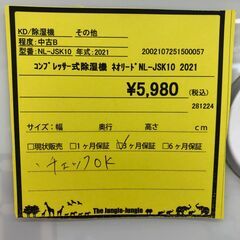 KD/除湿機 その他
程度:中古B
型番:NL-JSK10 年式:2021
2002107251500057
コンプレッサー式除湿機 ネオリード NL-JSK10 2021
¥5,980 (税込)
281224
サイズ:幅 奥行 高さ cm
□現状販売 □1ヶ月保証 □3ヶ月保証 □6ヶ月保証
・チェックOK
The Jungle-Jungle